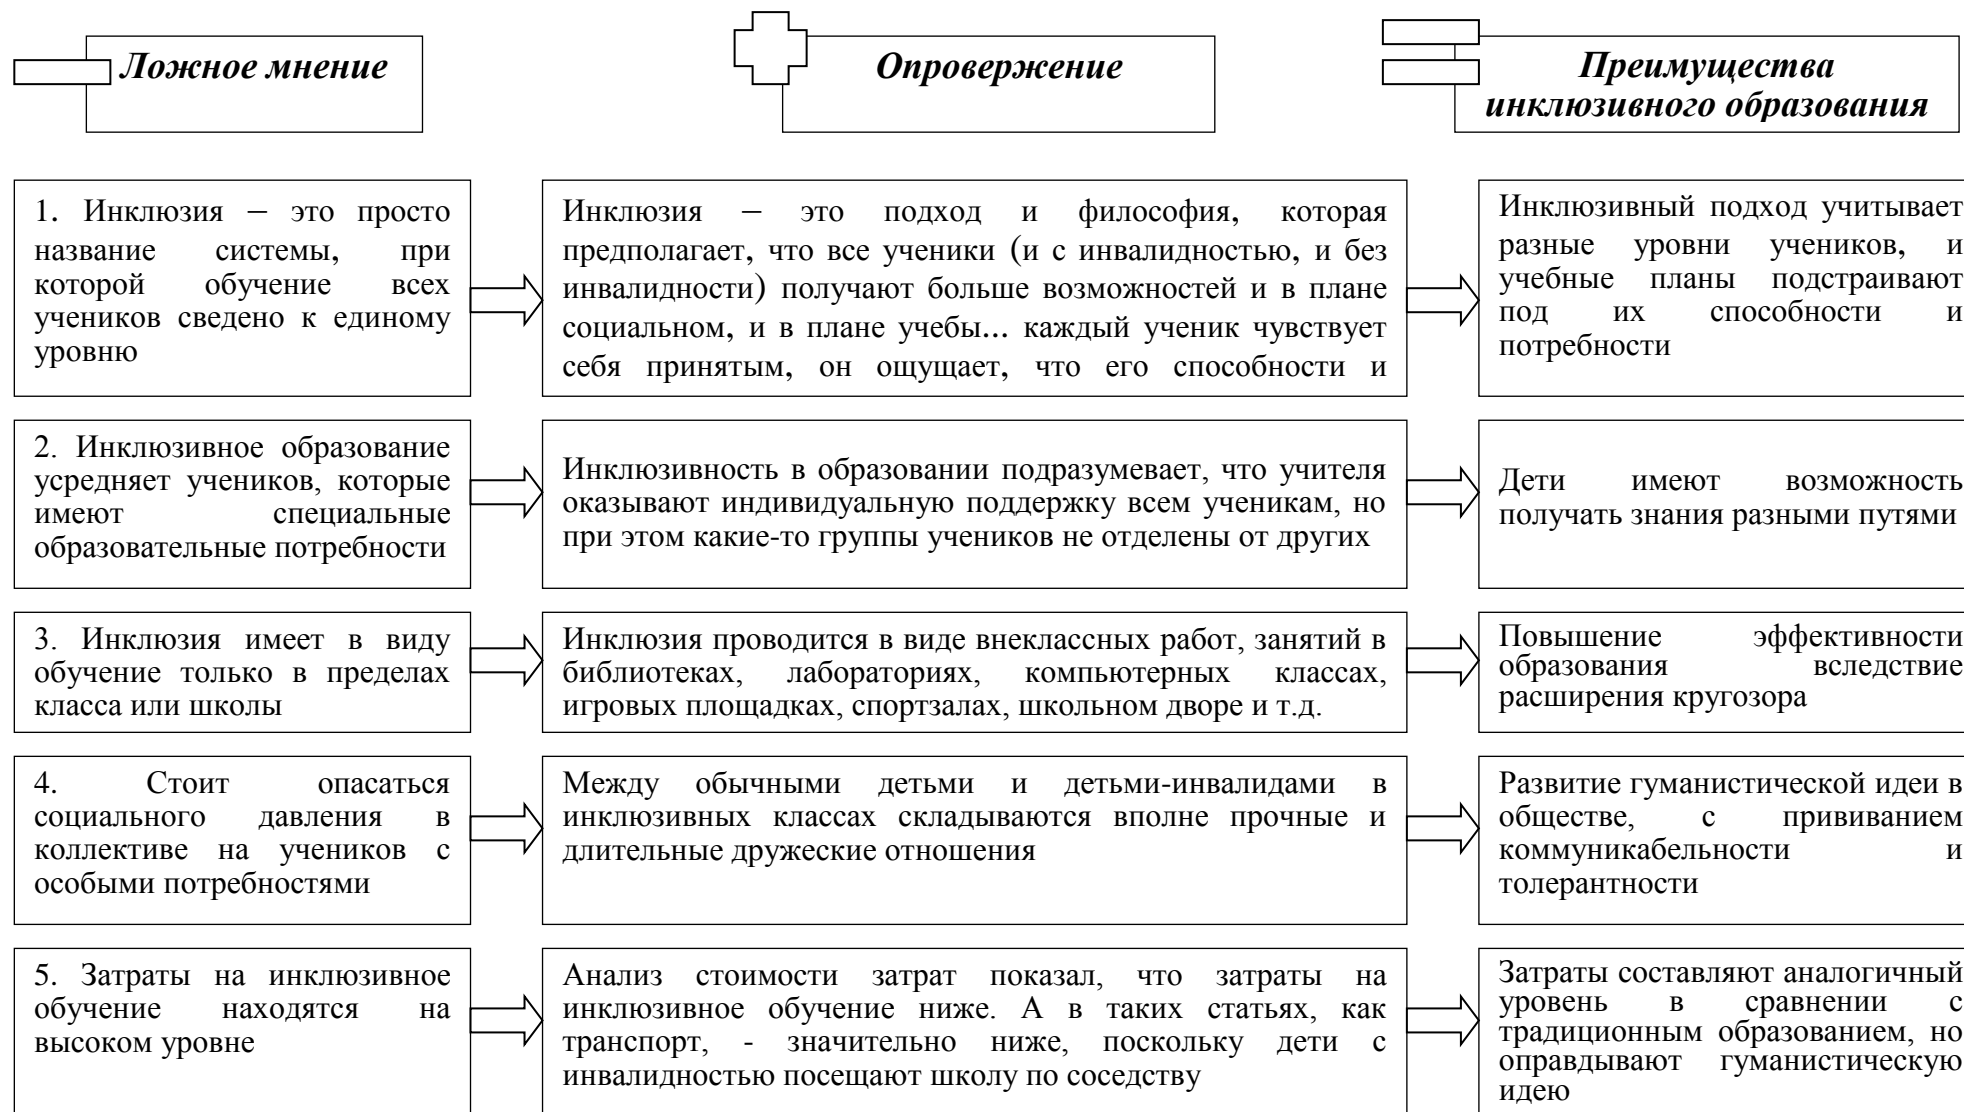 Ложное мнение
Опровержение
Преимущества
инклюзивного образования
1. Инклюзия – это просто
название системы, при
которой обучение всех
учеников сведено к единому
уровню
Инклюзия – это подход и философия, которая
предполагает, что все ученики (и с инвалидностью, и без
инвалидности) получают больше возможностей и в плане
социальном, и в плане учебы... каждый ученик чувствует
себя принятым, он ощущает, что его способности и
Инклюзивный подход учитывает
разные уровни учеников, и
учебные планы подстраивают
под их способности и
потребности
2. Инклюзивное образование
усредняет учеников, которые
имеют специальные
образовательные потребности
Инклюзивность в образовании подразумевает, что учителя
оказывают индивидуальную поддержку всем ученикам, но
при этом какие-то группы учеников не отделены от других
Дети имеют возможность
получать знания разными путями
3. Инклюзия имеет в виду
обучение только в пределах
класса или школы
Инклюзия проводится в виде внеклассных работ, занятий в
библиотеках, лабораториях, компьютерных классах,
игровых площадках, спортзалах, школьном дворе и т.д.
Повышение эффективности
образования вследствие
расширения кругозора
4. Стоит опасаться
социального давления в
коллективе на учеников с
особыми потребностями
Между обычными детьми и детьми-инвалидами в
инклюзивных классах складываются вполне прочные и
длительные дружеские отношения
Развитие гуманистической идеи в
обществе, с прививанием
коммуникабельности и
толерантности
5. Затраты на инклюзивное
обучение находятся на
высоком уровне
Анализ стоимости затрат показал, что затраты на
инклюзивное обучение ниже. А в таких статьях, как
транспорт, - значительно ниже, поскольку дети с
инвалидностью посещают школу по соседству
Затраты составляют аналогичный
уровень в сравнении с
традиционным образованием, но
оправдывают гуманистическую
идею